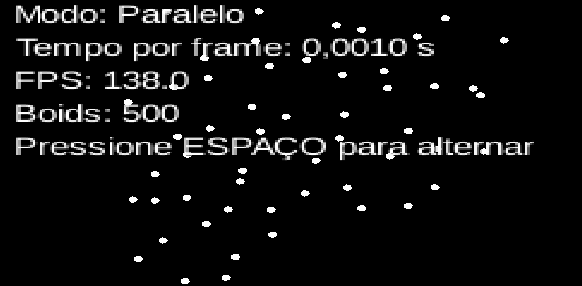 Modo: Paralelo
Tempo por frame: 0,0010 s
FPS: 138.0
Boids: 500
Pressione ESPAÇO para alternar